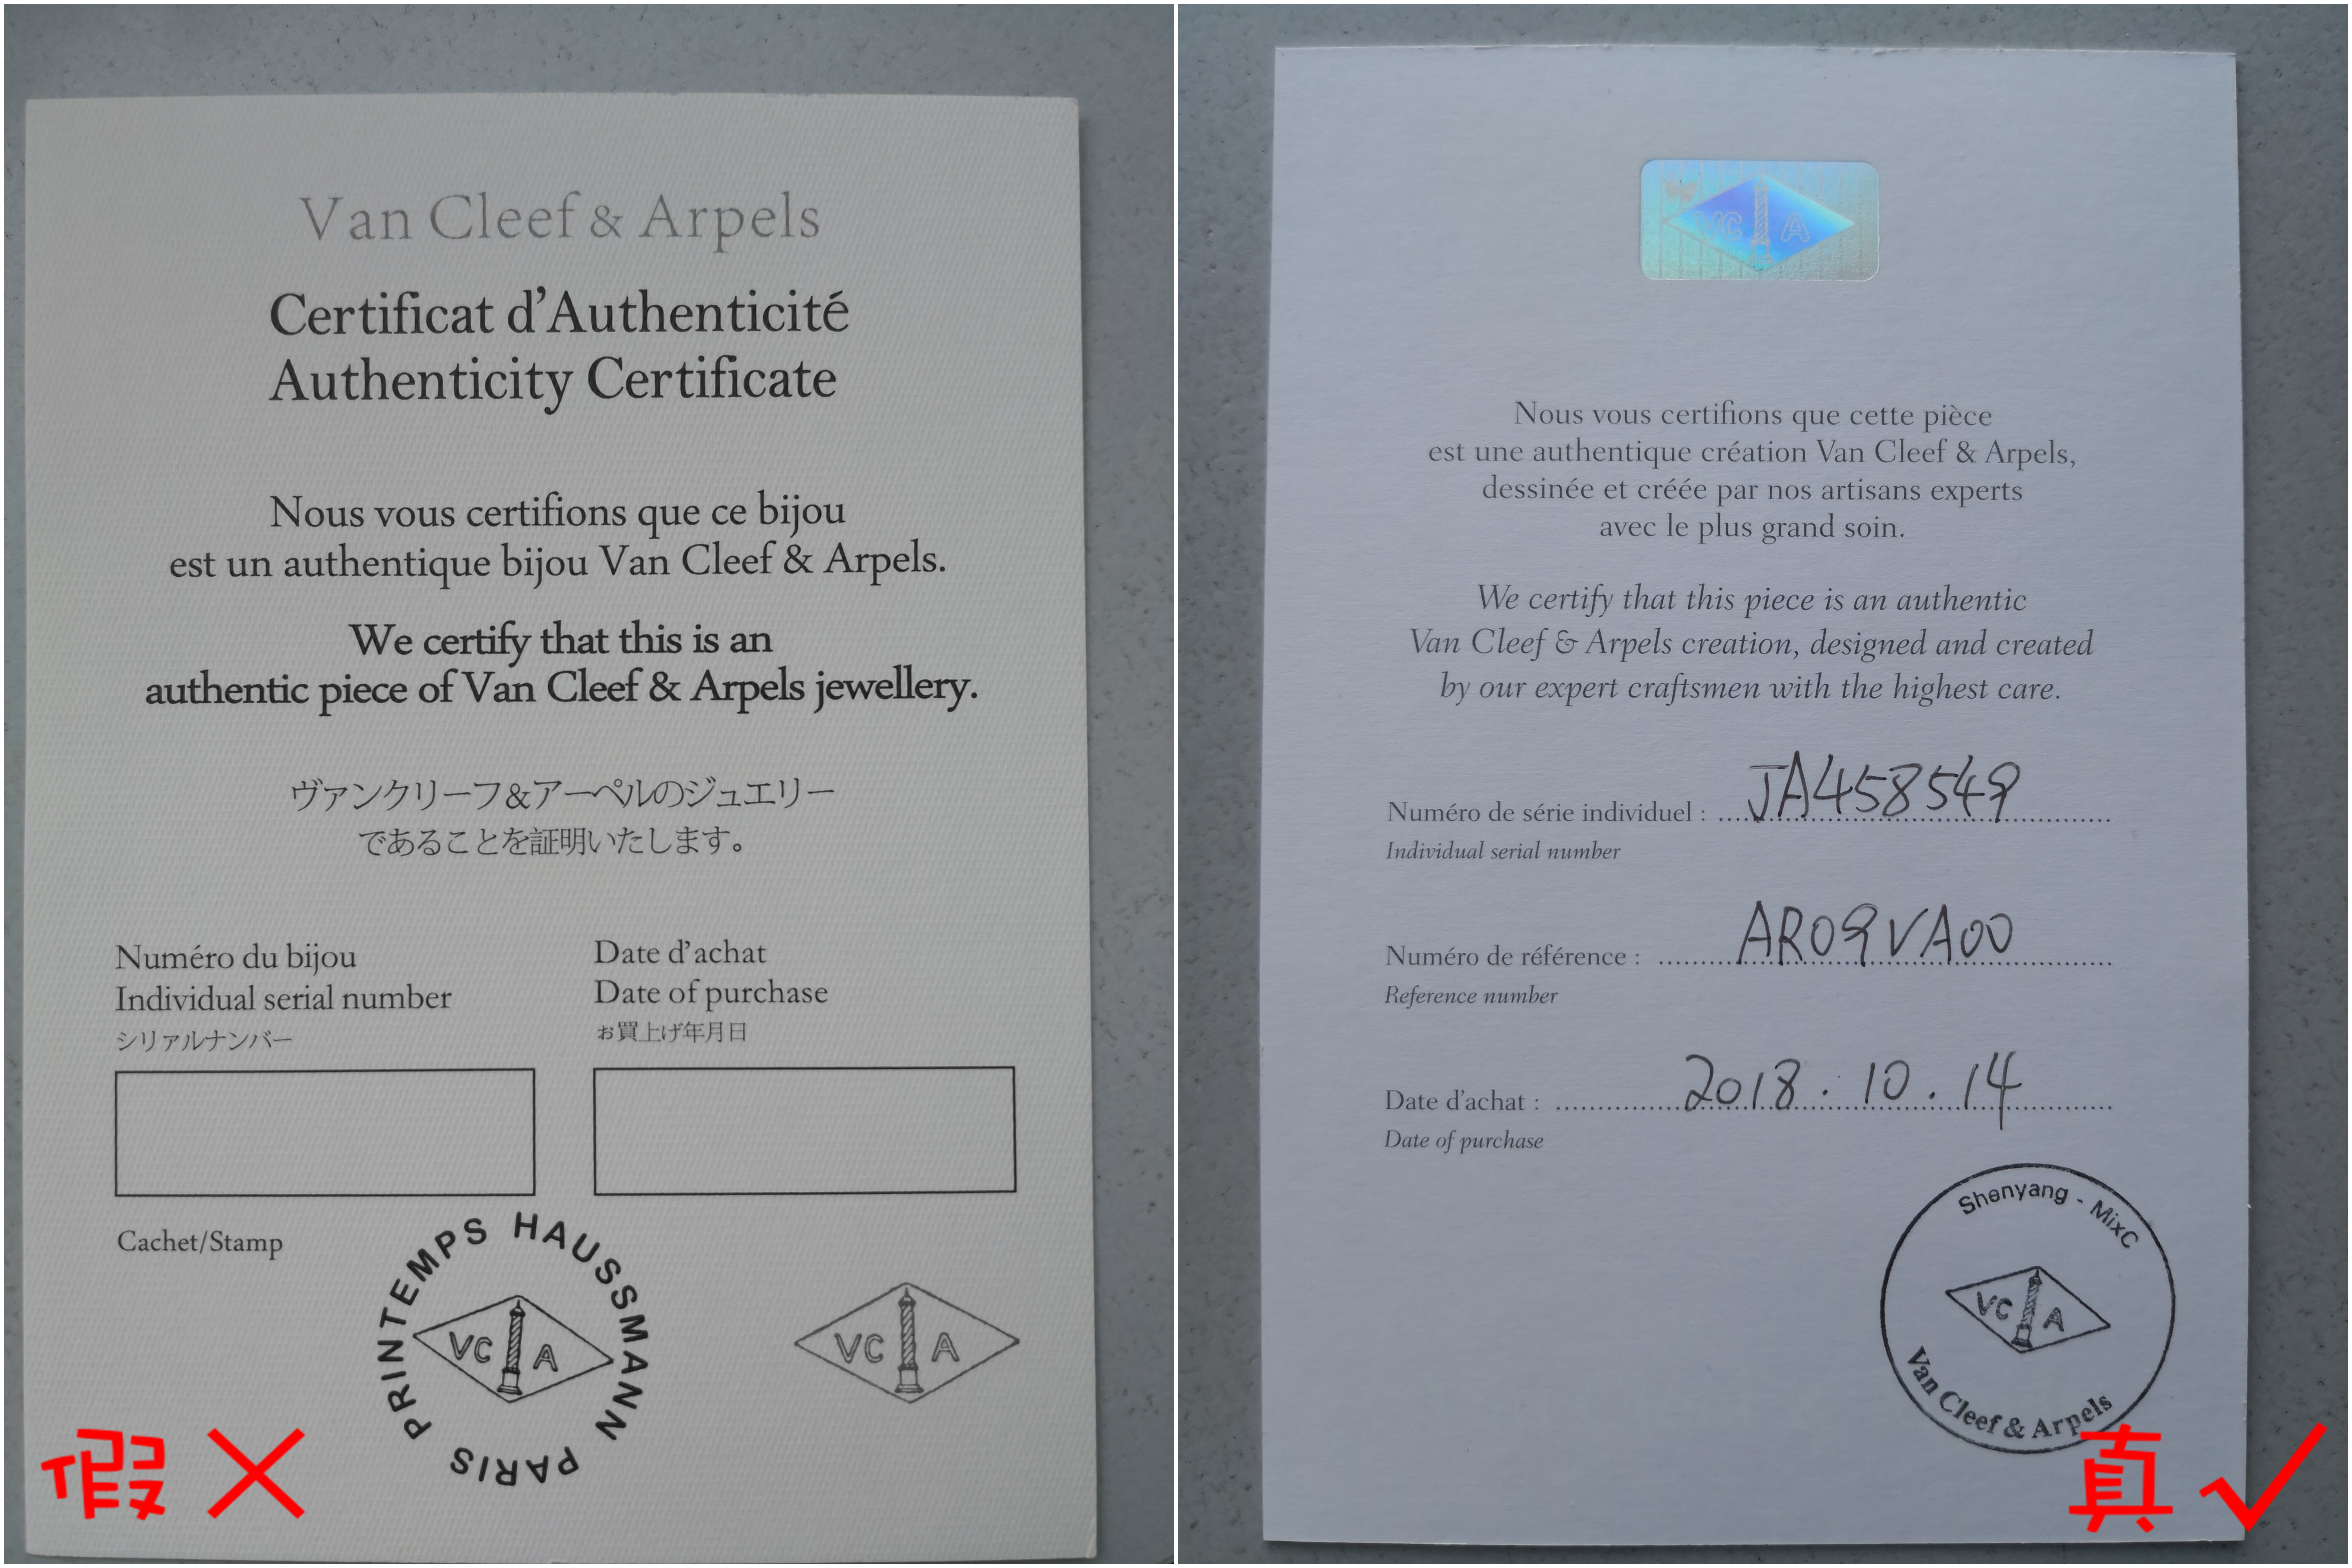 Van Cleef & Arpels
Certificat d'Authenticité
Authenticity Certificate
Nous vous certifions que ce bijou
est un authentique bijou Van Cleef & Arpels.
We certify that this is an
authentic piece of Van Cleef & Arpels jewellery.
ヴァンクリーフ&アーペルのジュエリー
であることを証明いたします。
Numéro du bijou
Individual serial number
シリァルナンバー
Date d'achat
Date of purchase
ぉ買上げ年月日
Cachet/Stamp
PRINTEMPS HAUSSMANN
PARIS
VC A
VC A
假 ×
VC A
Nous vous certifions que cette pièce
est une authentique création Van Cleef & Arpels,
dessinée et créée par nos artisans experts
avec le plus grand soin.
We certify that this piece is an authentic
Van Cleef & Arpels creation, designed and created
by our expert craftsmen with the highest care.
Numéro de série individuel : JA458549
Individual serial number
Numéro de référence : AR09VA00
Reference number
Date d'achat : 2018.10.14
Date of purchase
Shenyang - MixC
VC A
Van Cleef & Arpels
真 ✓